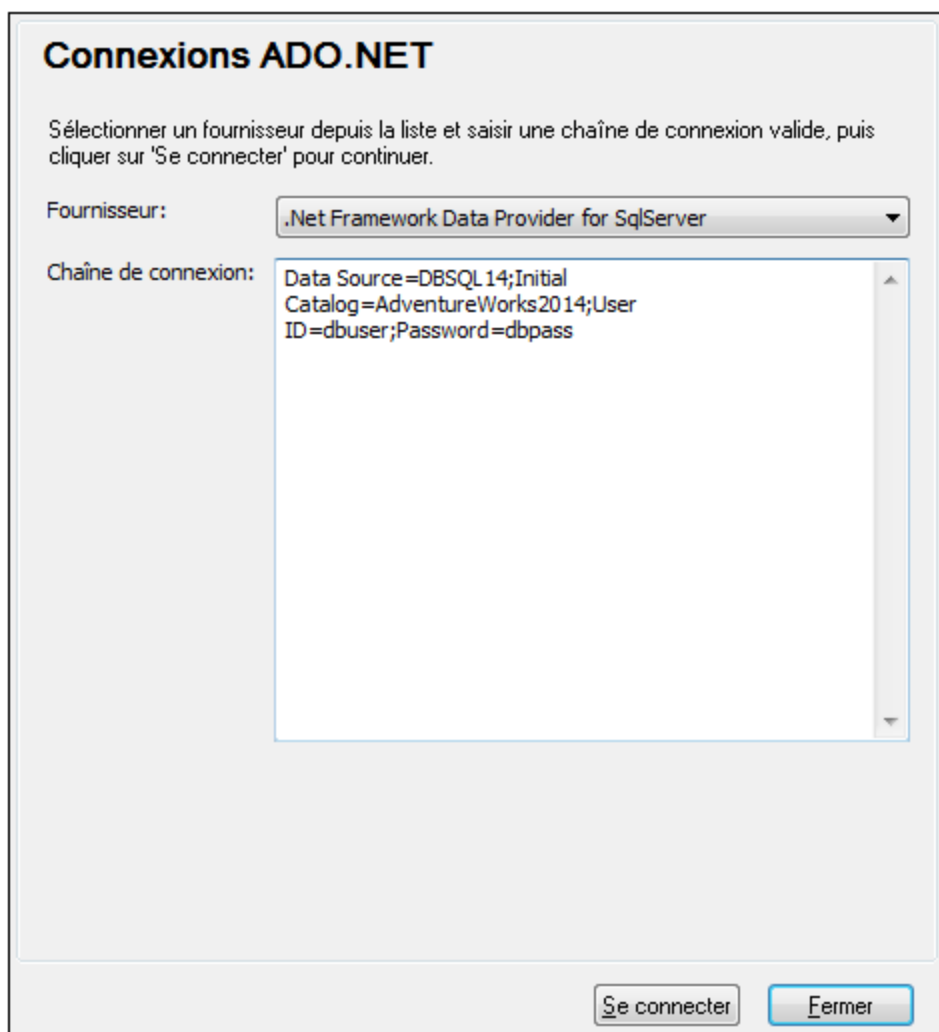 Connexions ADO.NET
Sélectionner un fournisseur depuis la liste et saisir une chaîne de connexion valide, puis
cliquer sur 'Se connecter' pour continuer.
Fournisseur:
.Net Framework Data Provider for SqlServer
Chaîne de connexion:
Data Source=DBSQL14;Initial
Catalog=AdventureWorks2014;User
ID=dbuser;Password=dbpass
Se connecter
Fermer